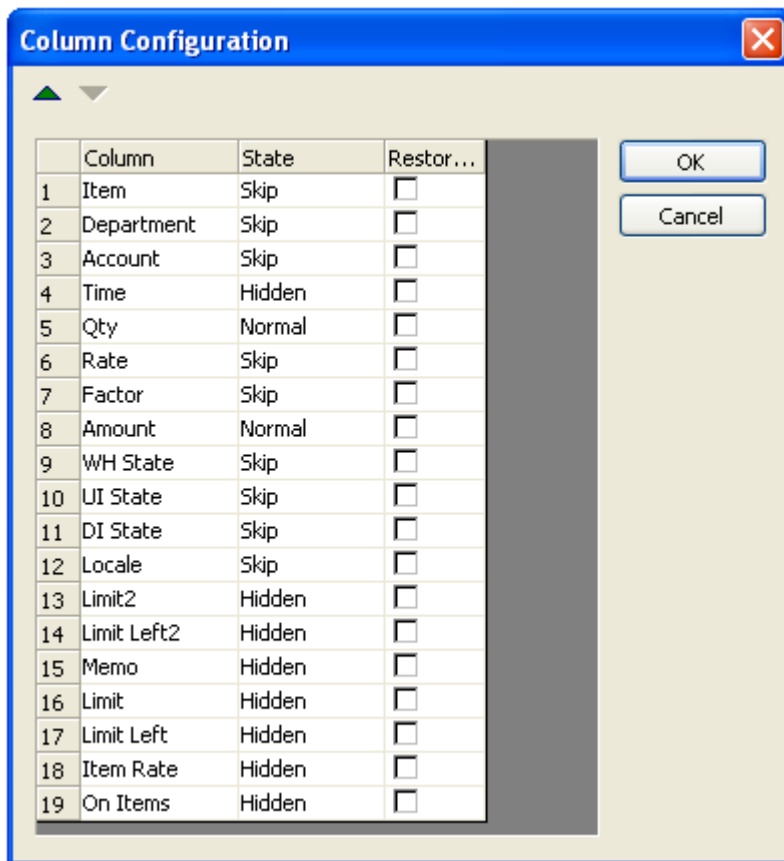 Column Configuration
Column State Restor...
1 Item Skip
2 Department Skip
3 Account Skip
4 Time Hidden
5 Qty Normal
6 Rate Skip
7 Factor Skip
8 Amount Normal
9 WH State Skip
10 UI State Skip
11 DI State Skip
12 Locale Skip
13 Limit2 Hidden
14 Limit Left2 Hidden
15 Memo Hidden
16 Limit Hidden
17 Limit Left Hidden
18 Item Rate Hidden
19 On Items Hidden
OK
Cancel